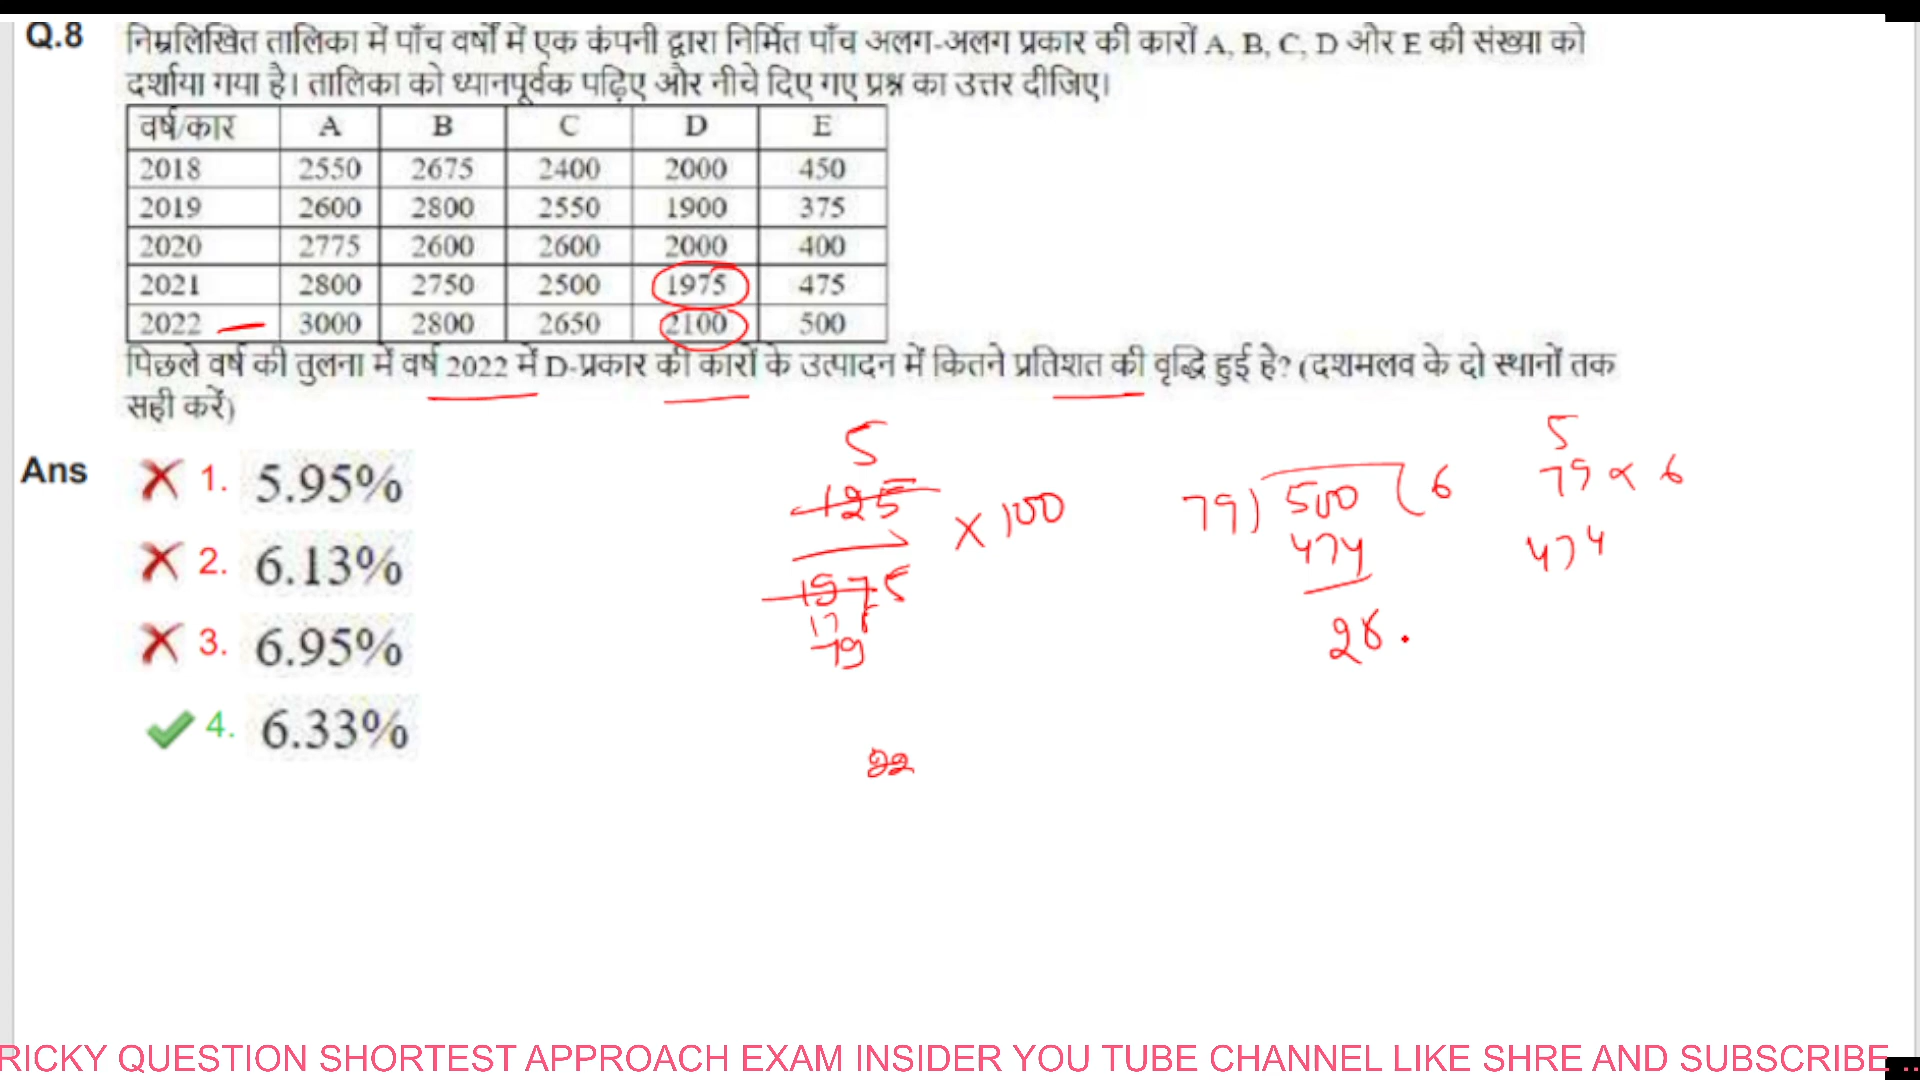 Q.8 निम्नलिखित तालिका में पाँच वर्षों में एक कंपनी द्वारा निर्मित पाँच अलग-अलग प्रकार की कारों A, B, C, D और E की संख्या को
दर्शाया गया है। तालिका को ध्यानपूर्वक पढ़िए और नीचे दिए गए प्रश्न का उत्तर दीजिए।
वर्ष/कार A B C D E
2018 2550 2675 2400 2000 450
2019 2600 2800 2550 1900 375
2020 2775 2600 2600 2000 400
2021 2800 2750 2500 1975 475
2022 3000 2800 2650 2100 500
पिछले वर्ष की तुलना में वर्ष 2022 में D-प्रकार की कारों के उत्पादन में कितने प्रतिशत की वृद्धि हुई है? (दशमलव के दो स्थानों तक
सही करें)
Ans 1. 5.95%
2. 6.13%
3. 6.95%
4. 6.33%
5
125
× 100
1975
79
79) 500 (6
474
26.
5
79 × 6
474
22
RICKY QUESTION SHORTEST APPROACH EXAM INSIDER YOU TUBE CHANNEL LIKE SHRE AND SUBSCRIBE ..